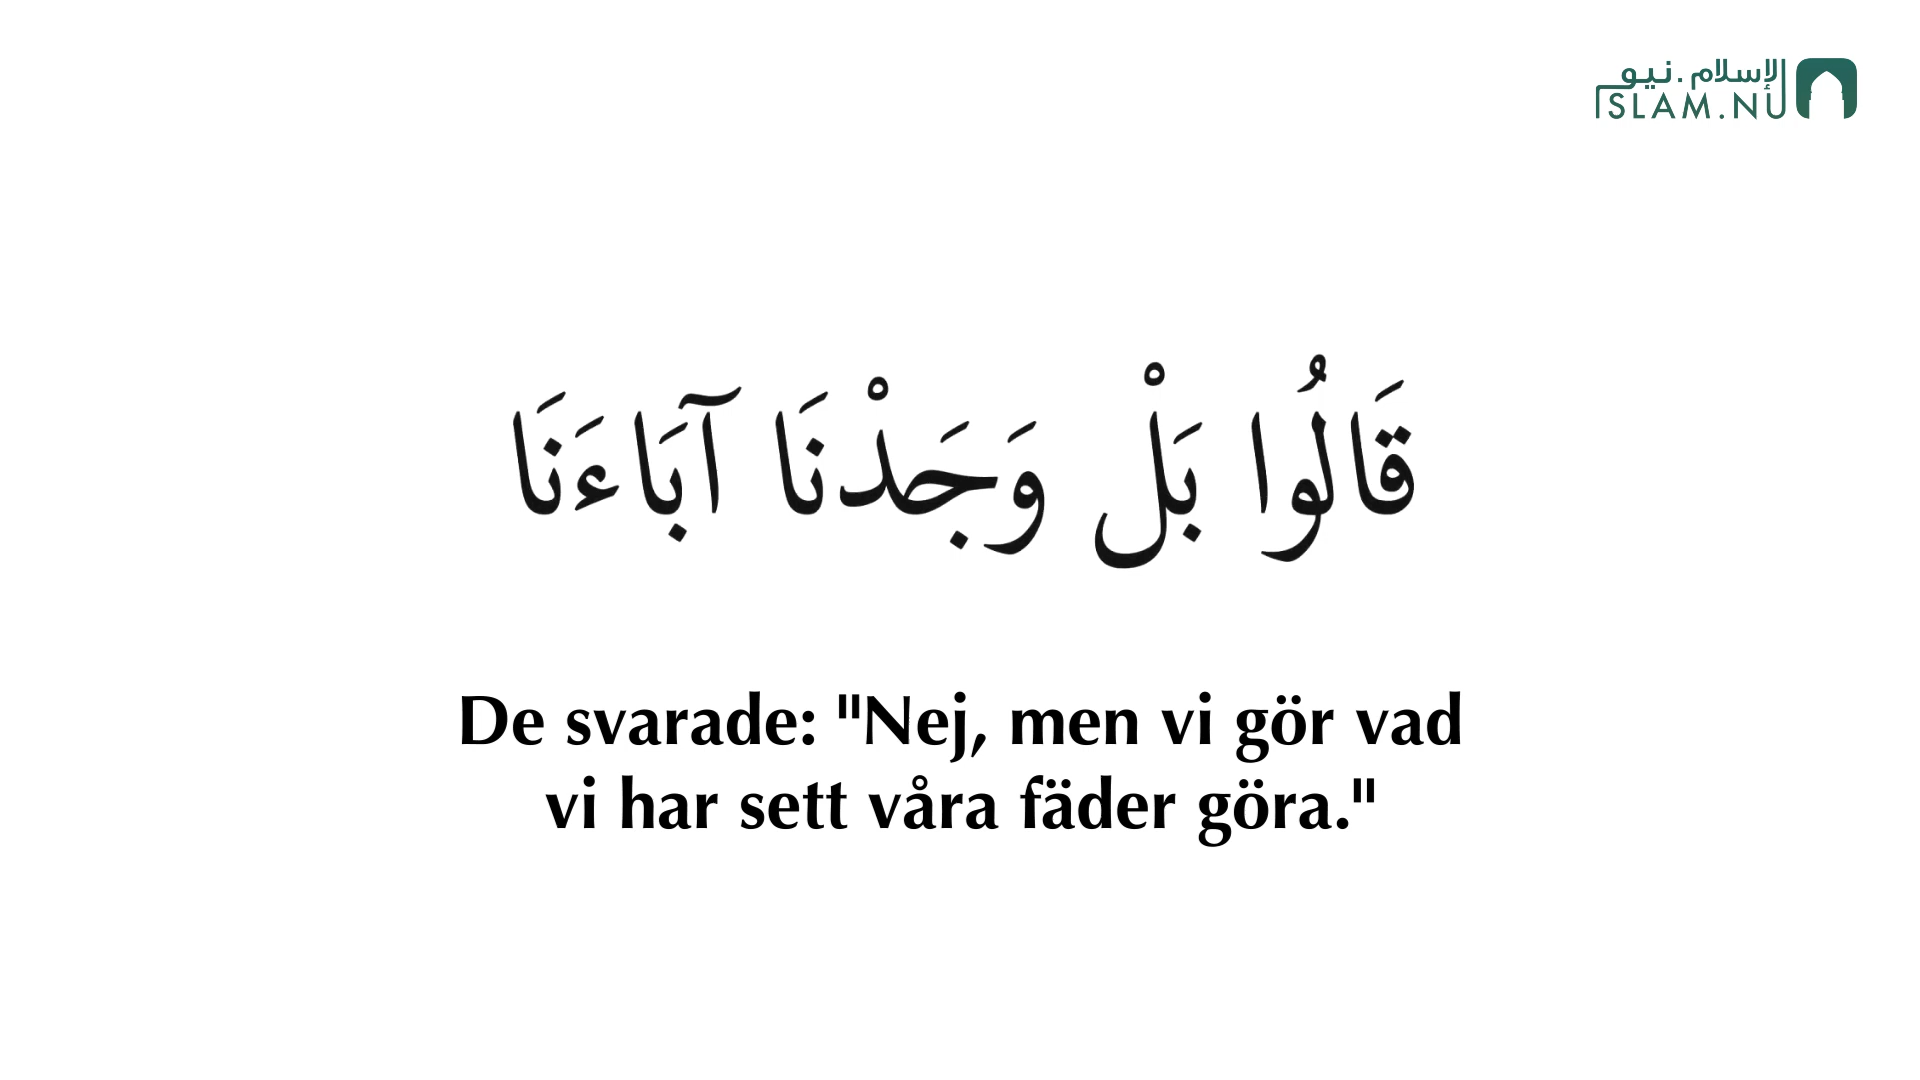 الإسلام.نيو
ISLAM.NU
قَالُوا بَلْ وَجَدْنَا آبَاءَنَا
De svarade: "Nej, men vi gör vad
vi har sett våra fäder göra."